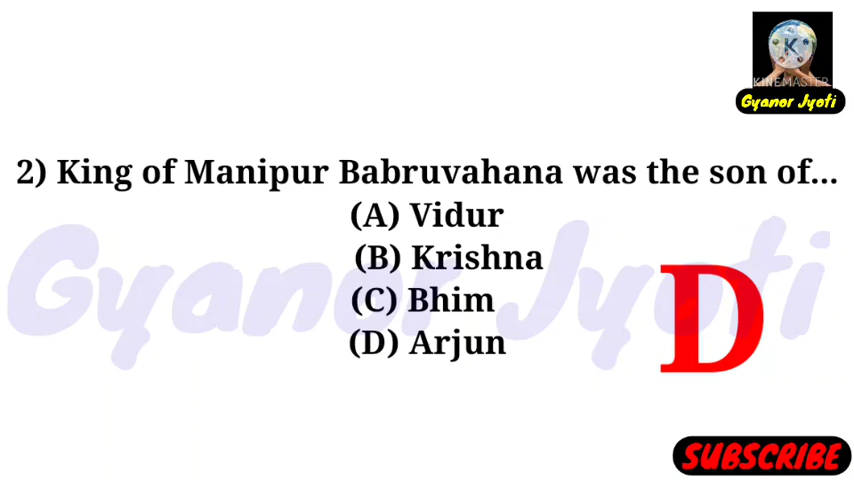 K
KINEMASTER
Gyanor Jyoti
2) King of Manipur Babruvahana was the son of...
(A) Vidur
(B) Krishna
(C) Bhim
(D) Arjun
D
Gyanor Jyoti
SUBSCRIBE